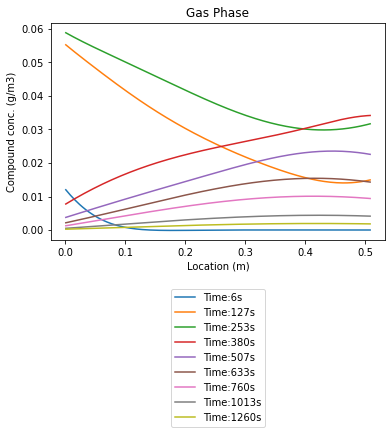 Gas Phase
Compound conc. (g/m3)
0.06
0.05
0.04
0.03
0.02
0.01
0.00
0.0 0.1 0.2 0.3 0.4 0.5
Location (m)
Time:6s
Time:127s
Time:253s
Time:380s
Time:507s
Time:633s
Time:760s
Time:1013s
Time:1260s